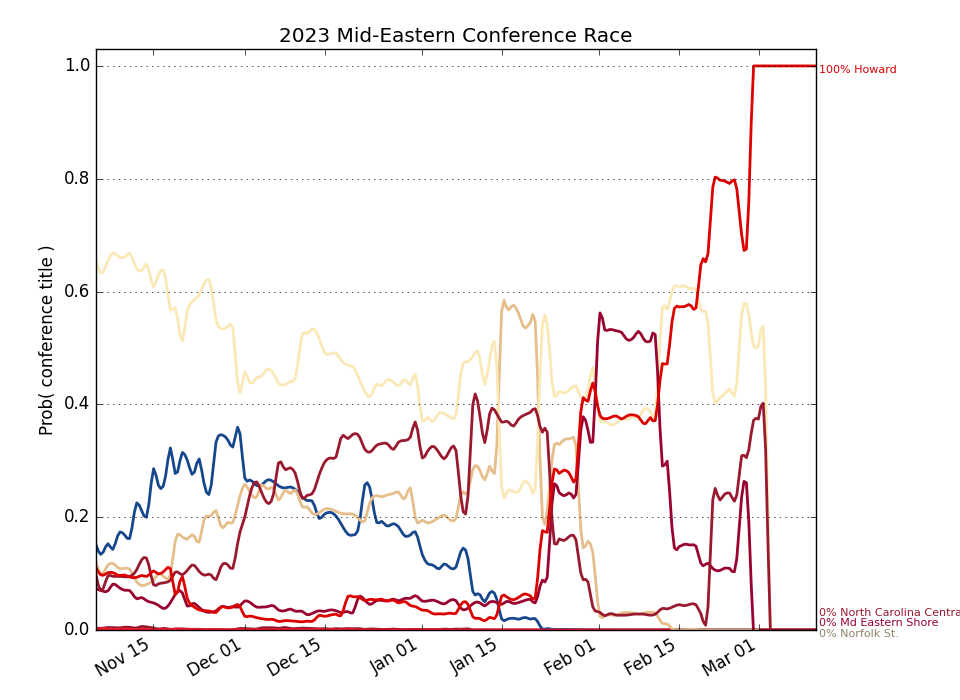 2023 Mid-Eastern Conference Race
Prob( conference title )
1.0
0.8
0.6
0.4
0.2
0.0
Nov 15
Dec 01
Dec 15
Jan 01
Jan 15
Feb 01
Feb 15
Mar 01
100% Howard
0% North Carolina Centra
0% Md Eastern Shore
0% Norfolk St.